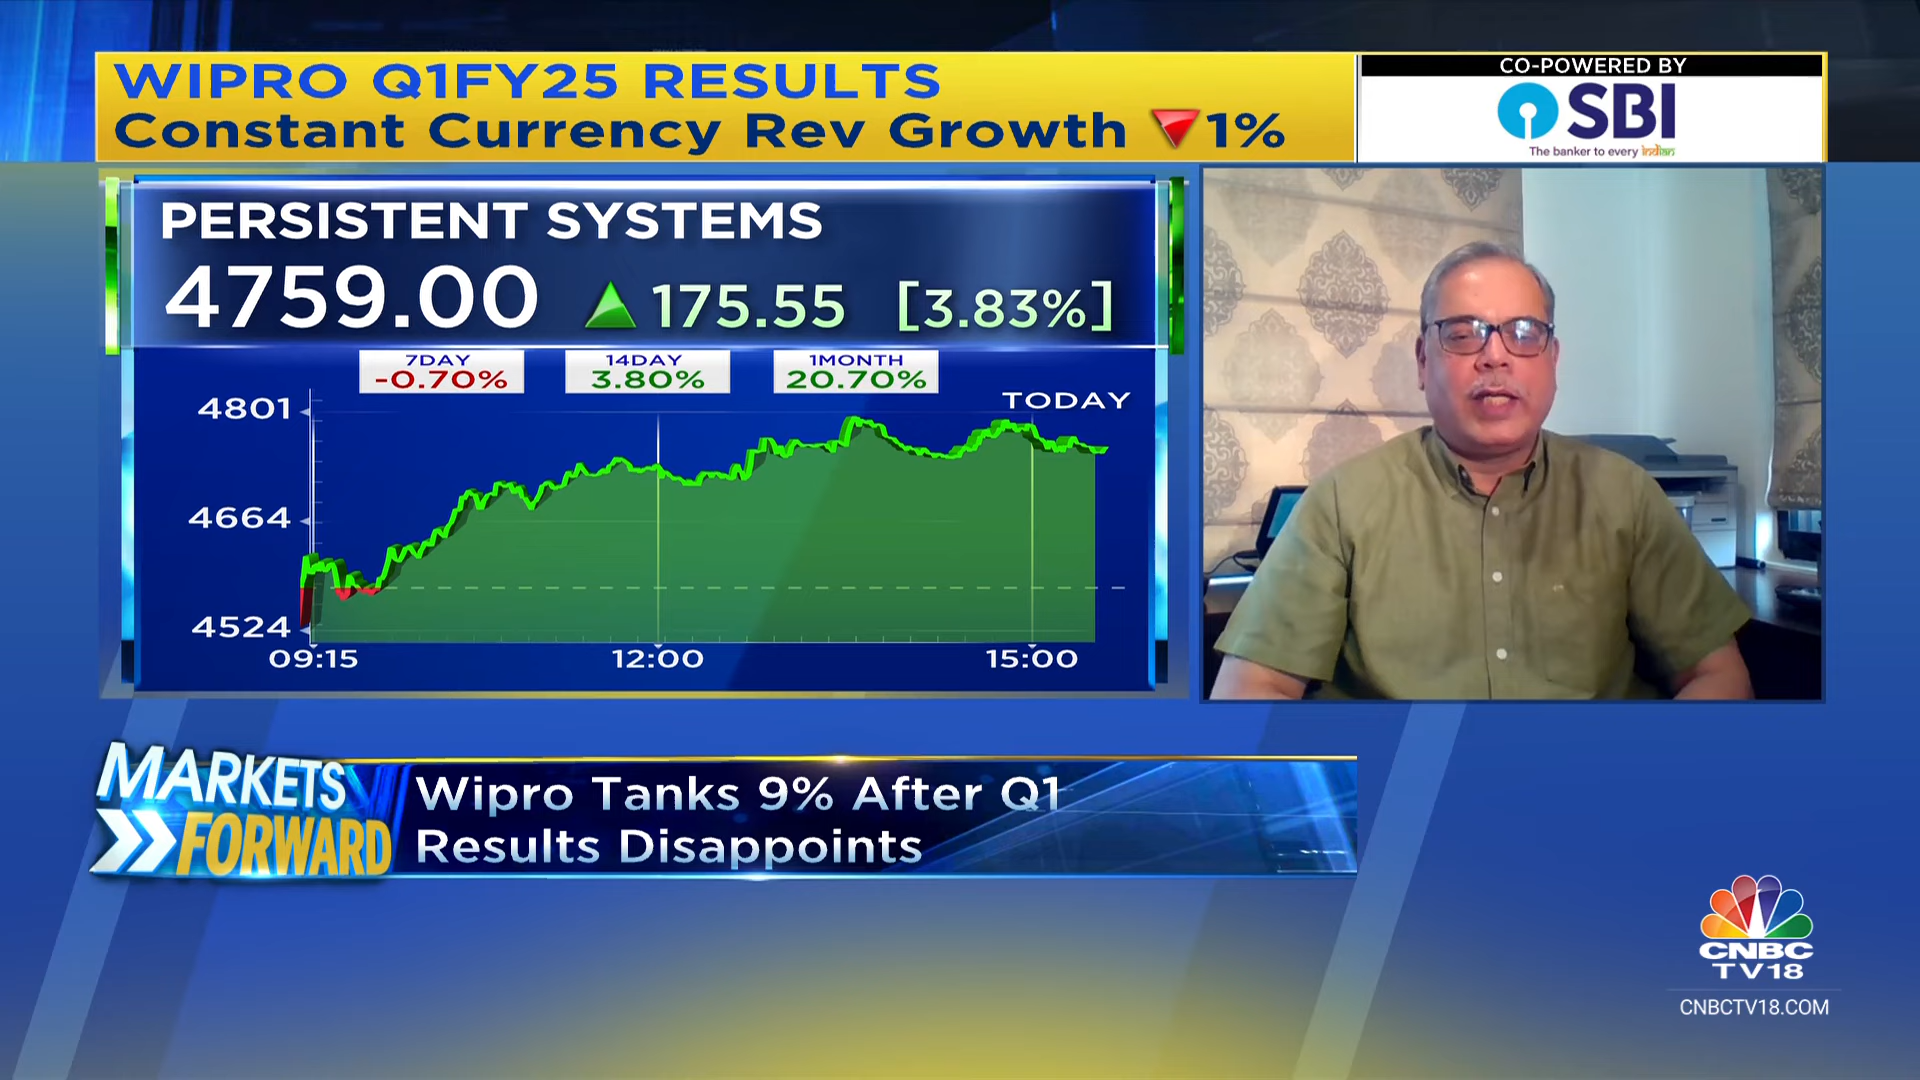 WIPRO Q1FY25 RESULTS
Constant Currency Rev Growth ▼1%
CO-POWERED BY
SBI
The banker to every indian
PERSISTENT SYSTEMS
4759.00 ▲175.55 [3.83%]
7DAY
-0.70%
14DAY
3.80%
1MONTH
20.70%
TODAY
4801
4664
4524
09:15 12:00 15:00
MARKETS
FORWARD
Wipro Tanks 9% After Q1
Results Disappoints
CNBC
TV18
CNBCTV18.COM